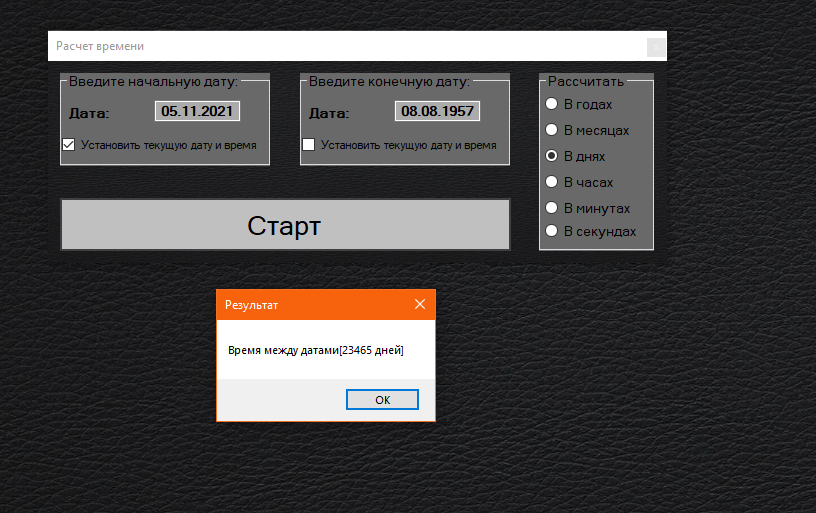 Расчет времени
Введите начальную дату:
Дата: 05.11.2021
Установить текущую дату и время
Введите конечную дату:
Дата: 08.08.1957
Установить текущую дату и время
Рассчитать
В годах
В месяцах
В днях
В часах
В минутах
В секундах
Старт
Результат
Время между датами[23465 дней]
OK